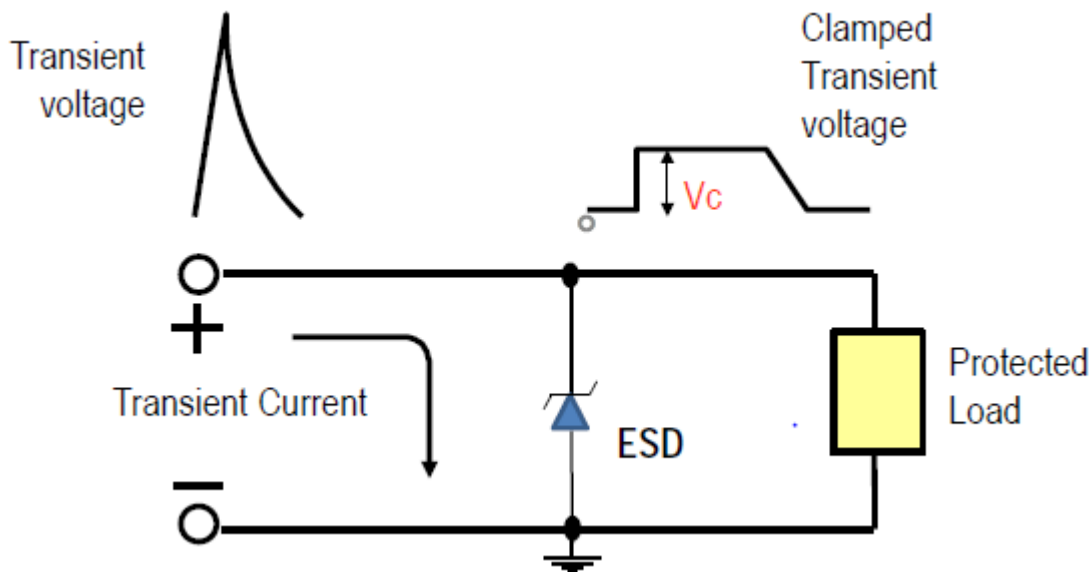 Transient
voltage
Clamped
Transient
voltage
Vc
+
Transient Current
ESD
Protected
Load
−